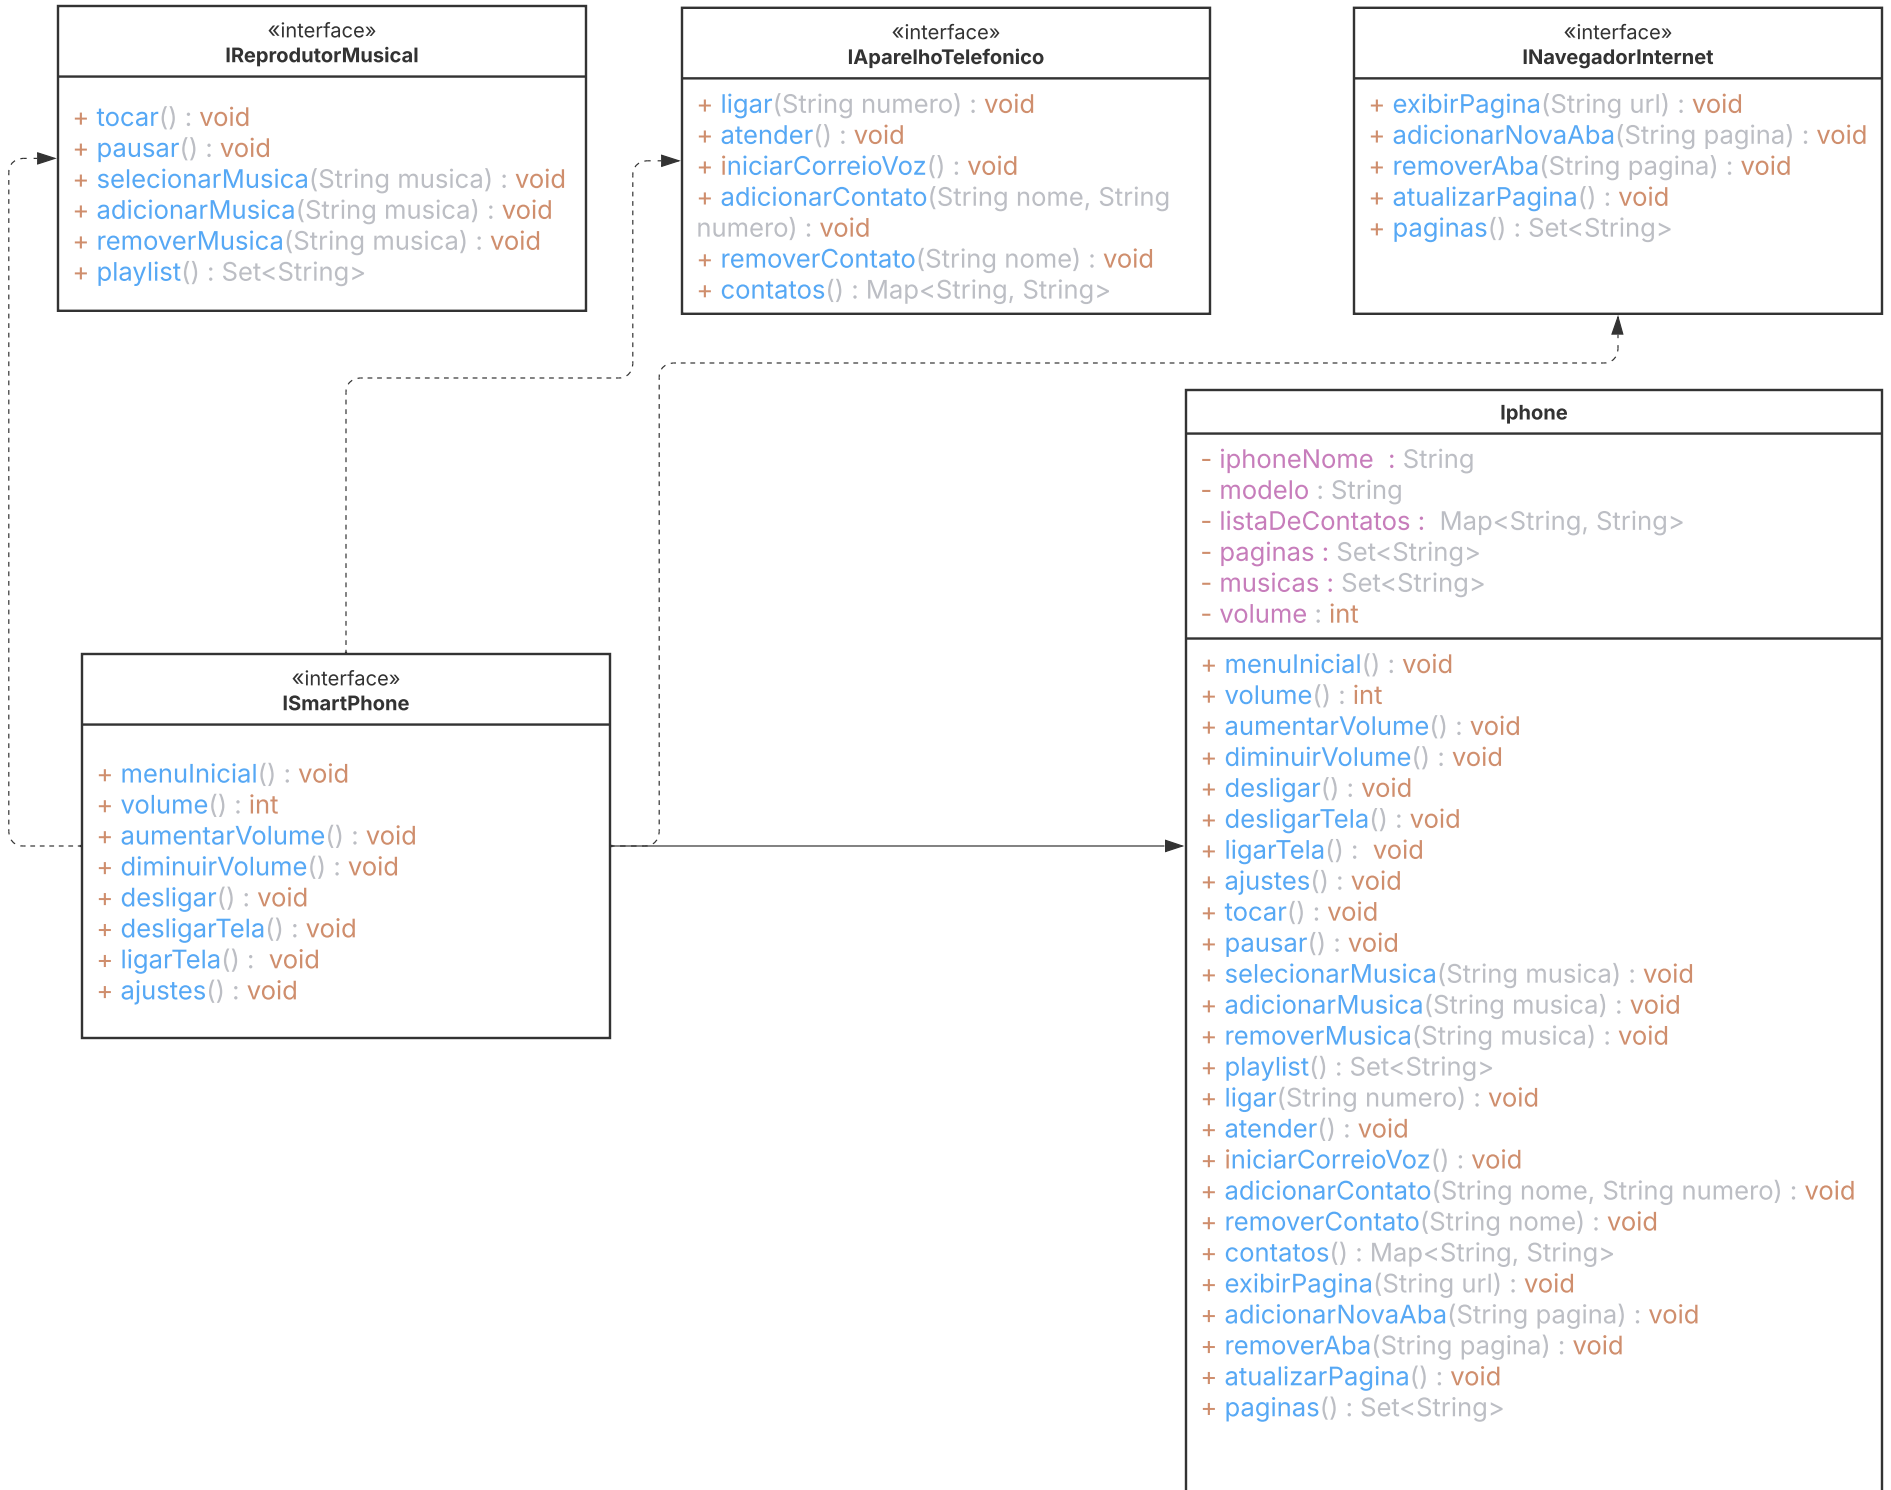 «interface»
IReprodutorMusical
+ tocar() : void
+ pausar() : void
+ selecionarMusica(String musica) : void
+ adicionarMusica(String musica) : void
+ removerMusica(String musica) : void
+ playlist() : Set<String>
«interface»
IAparelhoTelefonico
+ ligar(String numero) : void
+ atender() : void
+ iniciarCorreioVoz() : void
+ adicionarContato(String nome, String
numero) : void
+ removerContato(String nome) : void
+ contatos() : Map<String, String>
«interface»
INavegadorInternet
+ exibirPagina(String url) : void
+ adicionarNovaAba(String pagina) : void
+ removerAba(String pagina) : void
+ atualizarPagina() : void
+ paginas() : Set<String>
«interface»
ISmartPhone
+ menuInicial() : void
+ volume() : int
+ aumentarVolume() : void
+ diminuirVolume() : void
+ desligar() : void
+ desligarTela() : void
+ ligarTela() :  void
+ ajustes() : void
Iphone
- iphoneNome  : String
- modelo : String
- listaDeContatos :  Map<String, String>
- paginas : Set<String>
- musicas : Set<String>
- volume : int
+ menuInicial() : void
+ volume() : int
+ aumentarVolume() : void
+ diminuirVolume() : void
+ desligar() : void
+ desligarTela() : void
+ ligarTela() :  void
+ ajustes() : void
+ tocar() : void
+ pausar() : void
+ selecionarMusica(String musica) : void
+ adicionarMusica(String musica) : void
+ removerMusica(String musica) : void
+ playlist() : Set<String>
+ ligar(String numero) : void
+ atender() : void
+ iniciarCorreioVoz() : void
+ adicionarContato(String nome, String numero) : void
+ removerContato(String nome) : void
+ contatos() : Map<String, String>
+ exibirPagina(String url) : void
+ adicionarNovaAba(String pagina) : void
+ removerAba(String pagina) : void
+ atualizarPagina() : void
+ paginas() : Set<String>